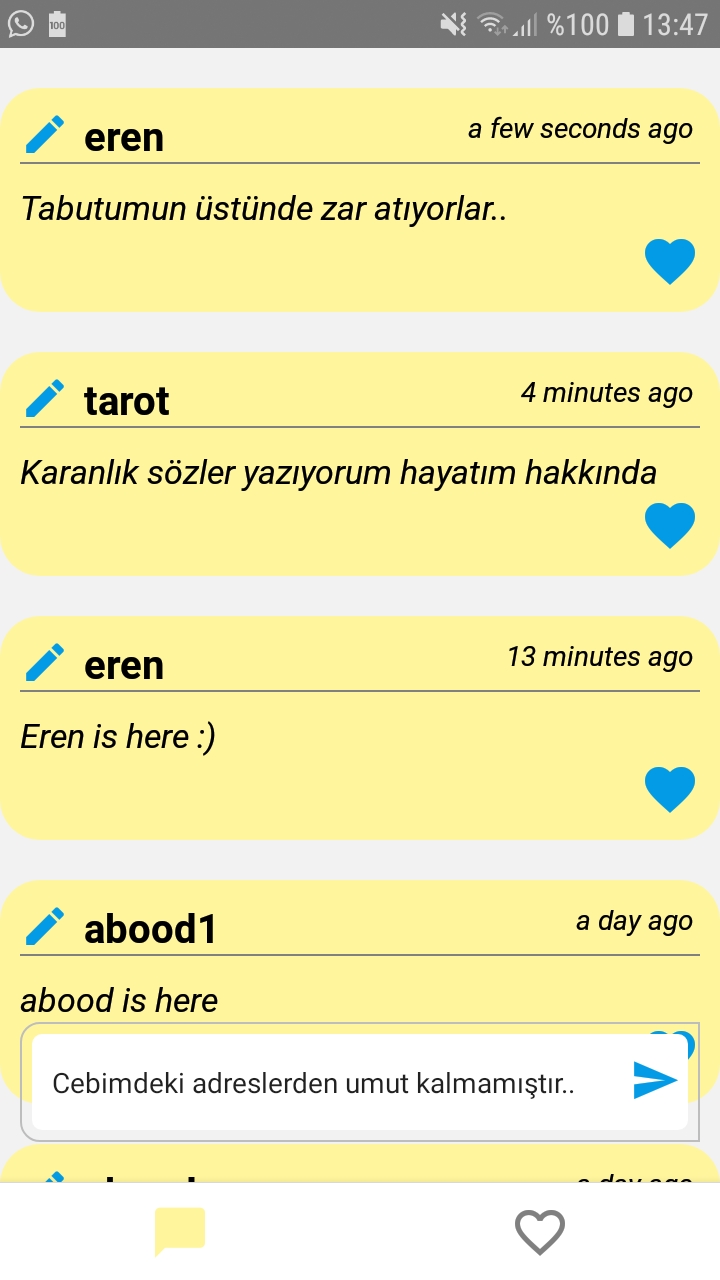 100 %100 13:47
eren a few seconds ago
Tabutumun üstünde zar atıyorlar..
tarot 4 minutes ago
Karanlık sözler yazıyorum hayatım hakkında
eren 13 minutes ago
Eren is here :)
abood1 a day ago
abood is here
Cebimdeki adreslerden umut kalmamıştır..
a day ago